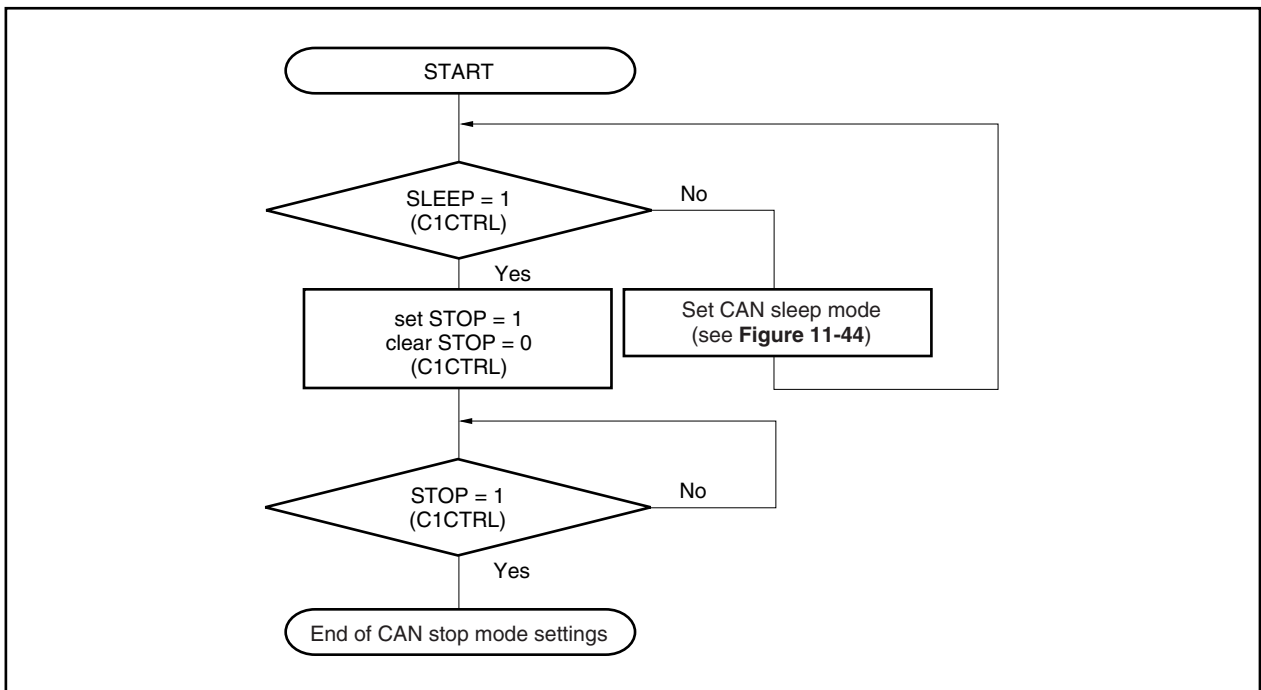 START
SLEEP = 1
(C1CTRL)
No
Yes
set STOP = 1
clear STOP = 0
(C1CTRL)
Set CAN sleep mode
(see Figure 11-44)
STOP = 1
(C1CTRL)
No
Yes
End of CAN stop mode settings